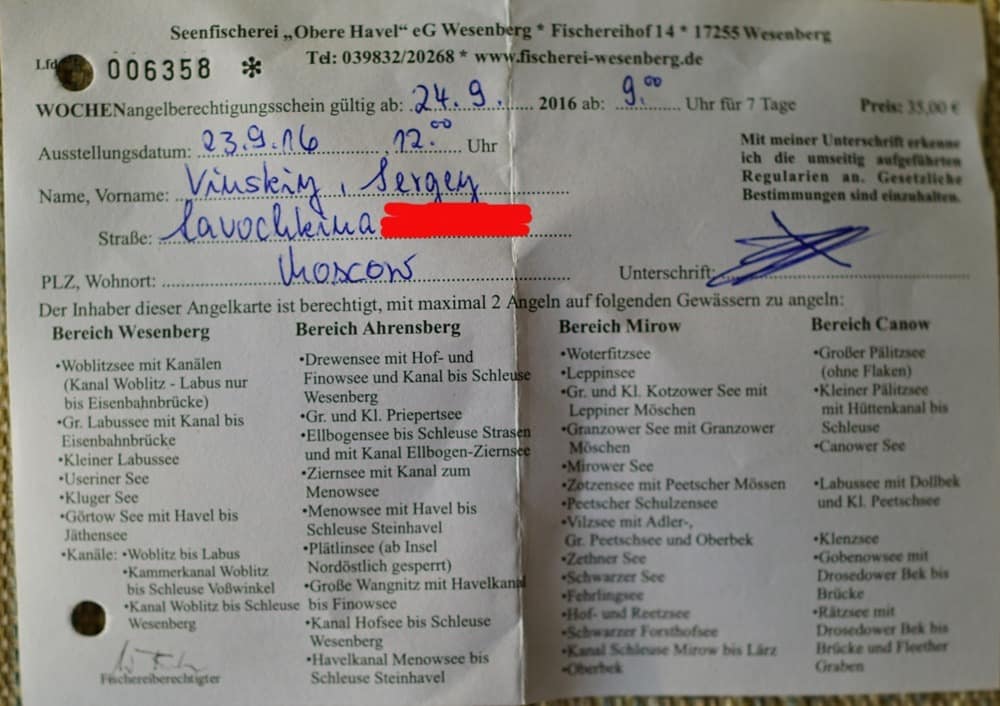 Seenfischerei „Obere Havel“ eG Wesenberg * Fischereihof 14 * 17255 Wesenberg
Tel: 039832/20268 * www.fischerei-wesenberg.de
Lfd
006358 *
WOCHENangelberechtigungsschein gültig ab: 24.9. 2016 ab: 9.00 Uhr für 7 Tage Preis: 35,00 €
Ausstellungsdatum: 23.9.16 12.00 Uhr
Mit meiner Unterschrift erkenne
ich die umseitig aufgeführten
Regularien an. Gesetzliche
Bestimmungen sind einzuhalten.
Name, Vorname: Vinskiy, Sergey
Straße: Lavochkina
PLZ, Wohnort: Moscow
Unterschrift:
Der Inhaber dieser Angelkarte ist berechtigt, mit maximal 2 Angeln auf folgenden Gewässern zu angeln:
Bereich Wesenberg
•Woblitzsee mit Kanälen
(Kanal Woblitz - Labus nur
bis Eisenbahnbrücke)
•Gr. Labussee mit Kanal bis
Eisenbahnbrücke
•Kleiner Labussee
•Useriner See
•Kluger See
•Görtow See mit Havel bis
Jäthensee
•Kanäle: •Woblitz bis Labus
•Kammerkanal Woblitz
bis Schleuse Voßwinkel
•Kanal Woblitz bis Schleuse
Wesenberg
Fischereiberechtigter
Bereich Ahrensberg
•Drewensee mit Hof- und
Finowsee und Kanal bis Schleuse
Wesenberg
•Gr. und Kl. Priepertsee
•Ellbogensee bis Schleuse Strasen
und mit Kanal Ellbogen-Ziernsee
•Ziernsee mit Kanal zum
Menowsee
•Menowsee mit Havel bis
Schleuse Steinhavel
•Plätlinsee (ab Insel
Nordöstlich gesperrt)
•Große Wangnitz mit Havelkanal
bis Finowsee
•Kanal Hofsee bis Schleuse
Wesenberg
•Havelkanal Menowsee bis
Schleuse Steinhavel
Bereich Mirow
•Woterfitzsee
•Leppinsee
•Gr. und Kl. Kotzower See mit
Leppiner Möschen
•Granzower See mit Granzower
Möschen
•Mirower See
•Zotzensee mit Peetscher Mössen
•Peetscher Schulzensee
•Vilzsee mit Adler-,
Gr. Peetschsee und Oberbek
•Zethner See
•Schwarzer See
•Fehrlingsee
•Hof- und Reetzsee
•Schwarzer Forsthofsee
•Kanal Schleuse Mirow bis Lärz
•Oberbek
Bereich Canow
•Großer Pälitzsee
(ohne Flaken)
•Kleiner Pälitzsee
mit Hüttenkanal bis
Schleuse
•Canower See
•Labussee mit Dollbek
und Kl. Peetschsee
•Klenzsee
•Gobenowsee mit
Drosedower Bek bis
Brücke
•Rätzsee mit
Drosedower Bek bis
Brücke und Fleether
Graben